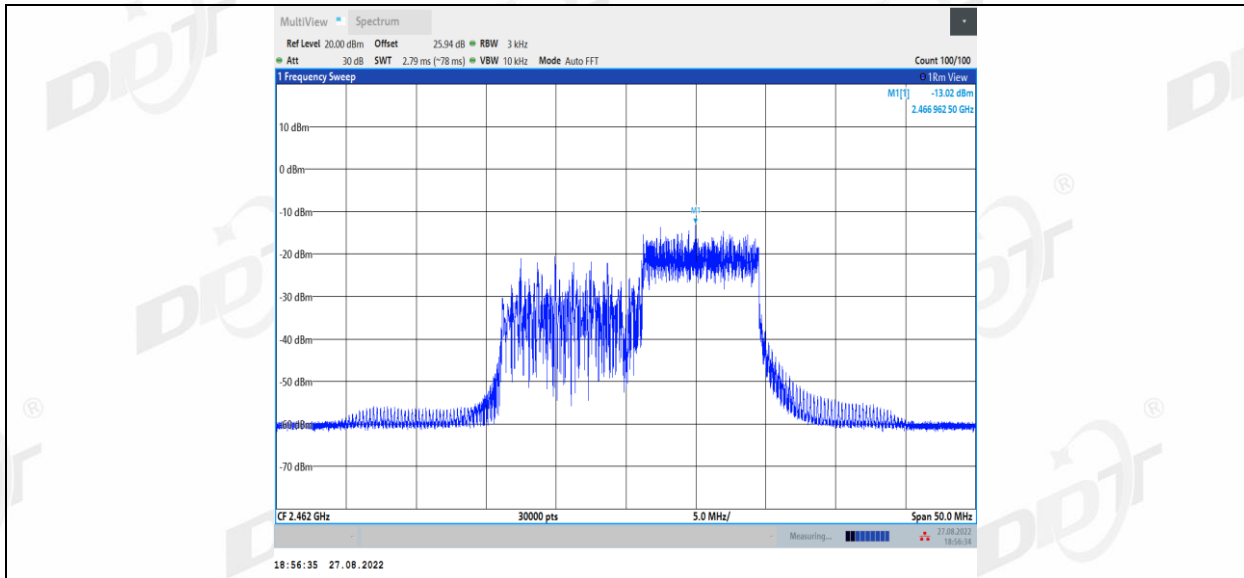 MultiView Spectrum
Ref Level 20.00 dBm Offset 25.94 dB RBW 3 kHz
Att 30 dB SWT 2.79 ms (~78 ms) VBW 10 kHz Mode Auto FFT Count 100/100
1 Frequency Sweep 1Rm View
M1[1] -13.02 dBm
2.466 962 50 GHz
10 dBm
0 dBm
-10 dBm
M1
-20 dBm
-30 dBm
-40 dBm
-50 dBm
-60 dBm
-70 dBm
CF 2.462 GHz 30000 pts 5.0 MHz/ Span 50.0 MHz
Measuring... 27.08.2022
18:56:34
18:56:35 27.08.2022
DDT
®